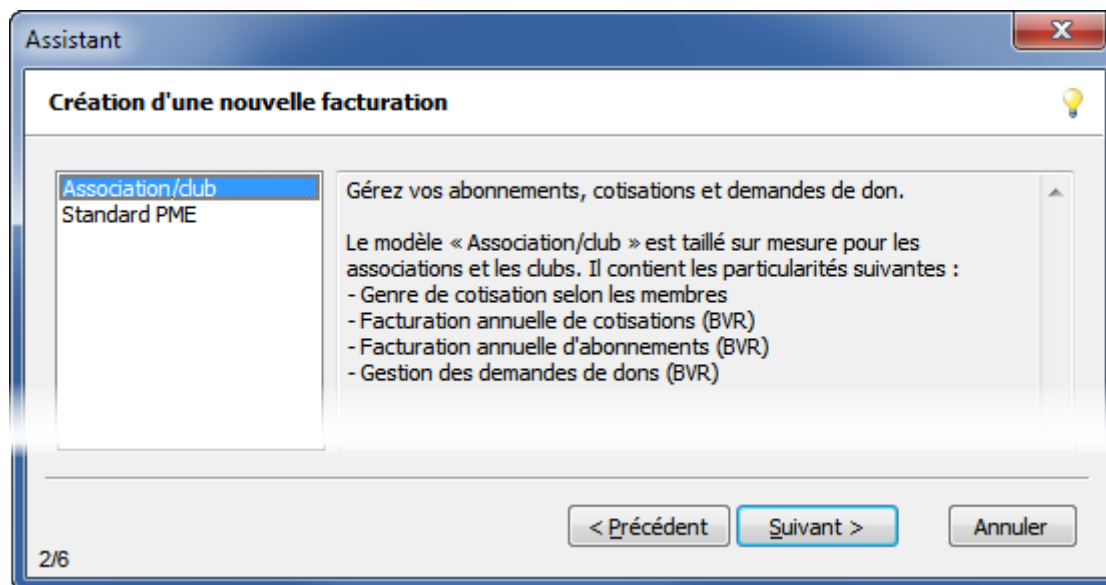 Assistant
Création d'une nouvelle facturation
Association/club
Standard PME
Gérez vos abonnements, cotisations et demandes de don.
Le modèle « Association/club » est taillé sur mesure pour les
associations et les clubs. Il contient les particularités suivantes :
- Genre de cotisation selon les membres
- Facturation annuelle de cotisations (BVR)
- Facturation annuelle d'abonnements (BVR)
- Gestion des demandes de dons (BVR)
< Précédent
Suivant >
Annuler
2/6